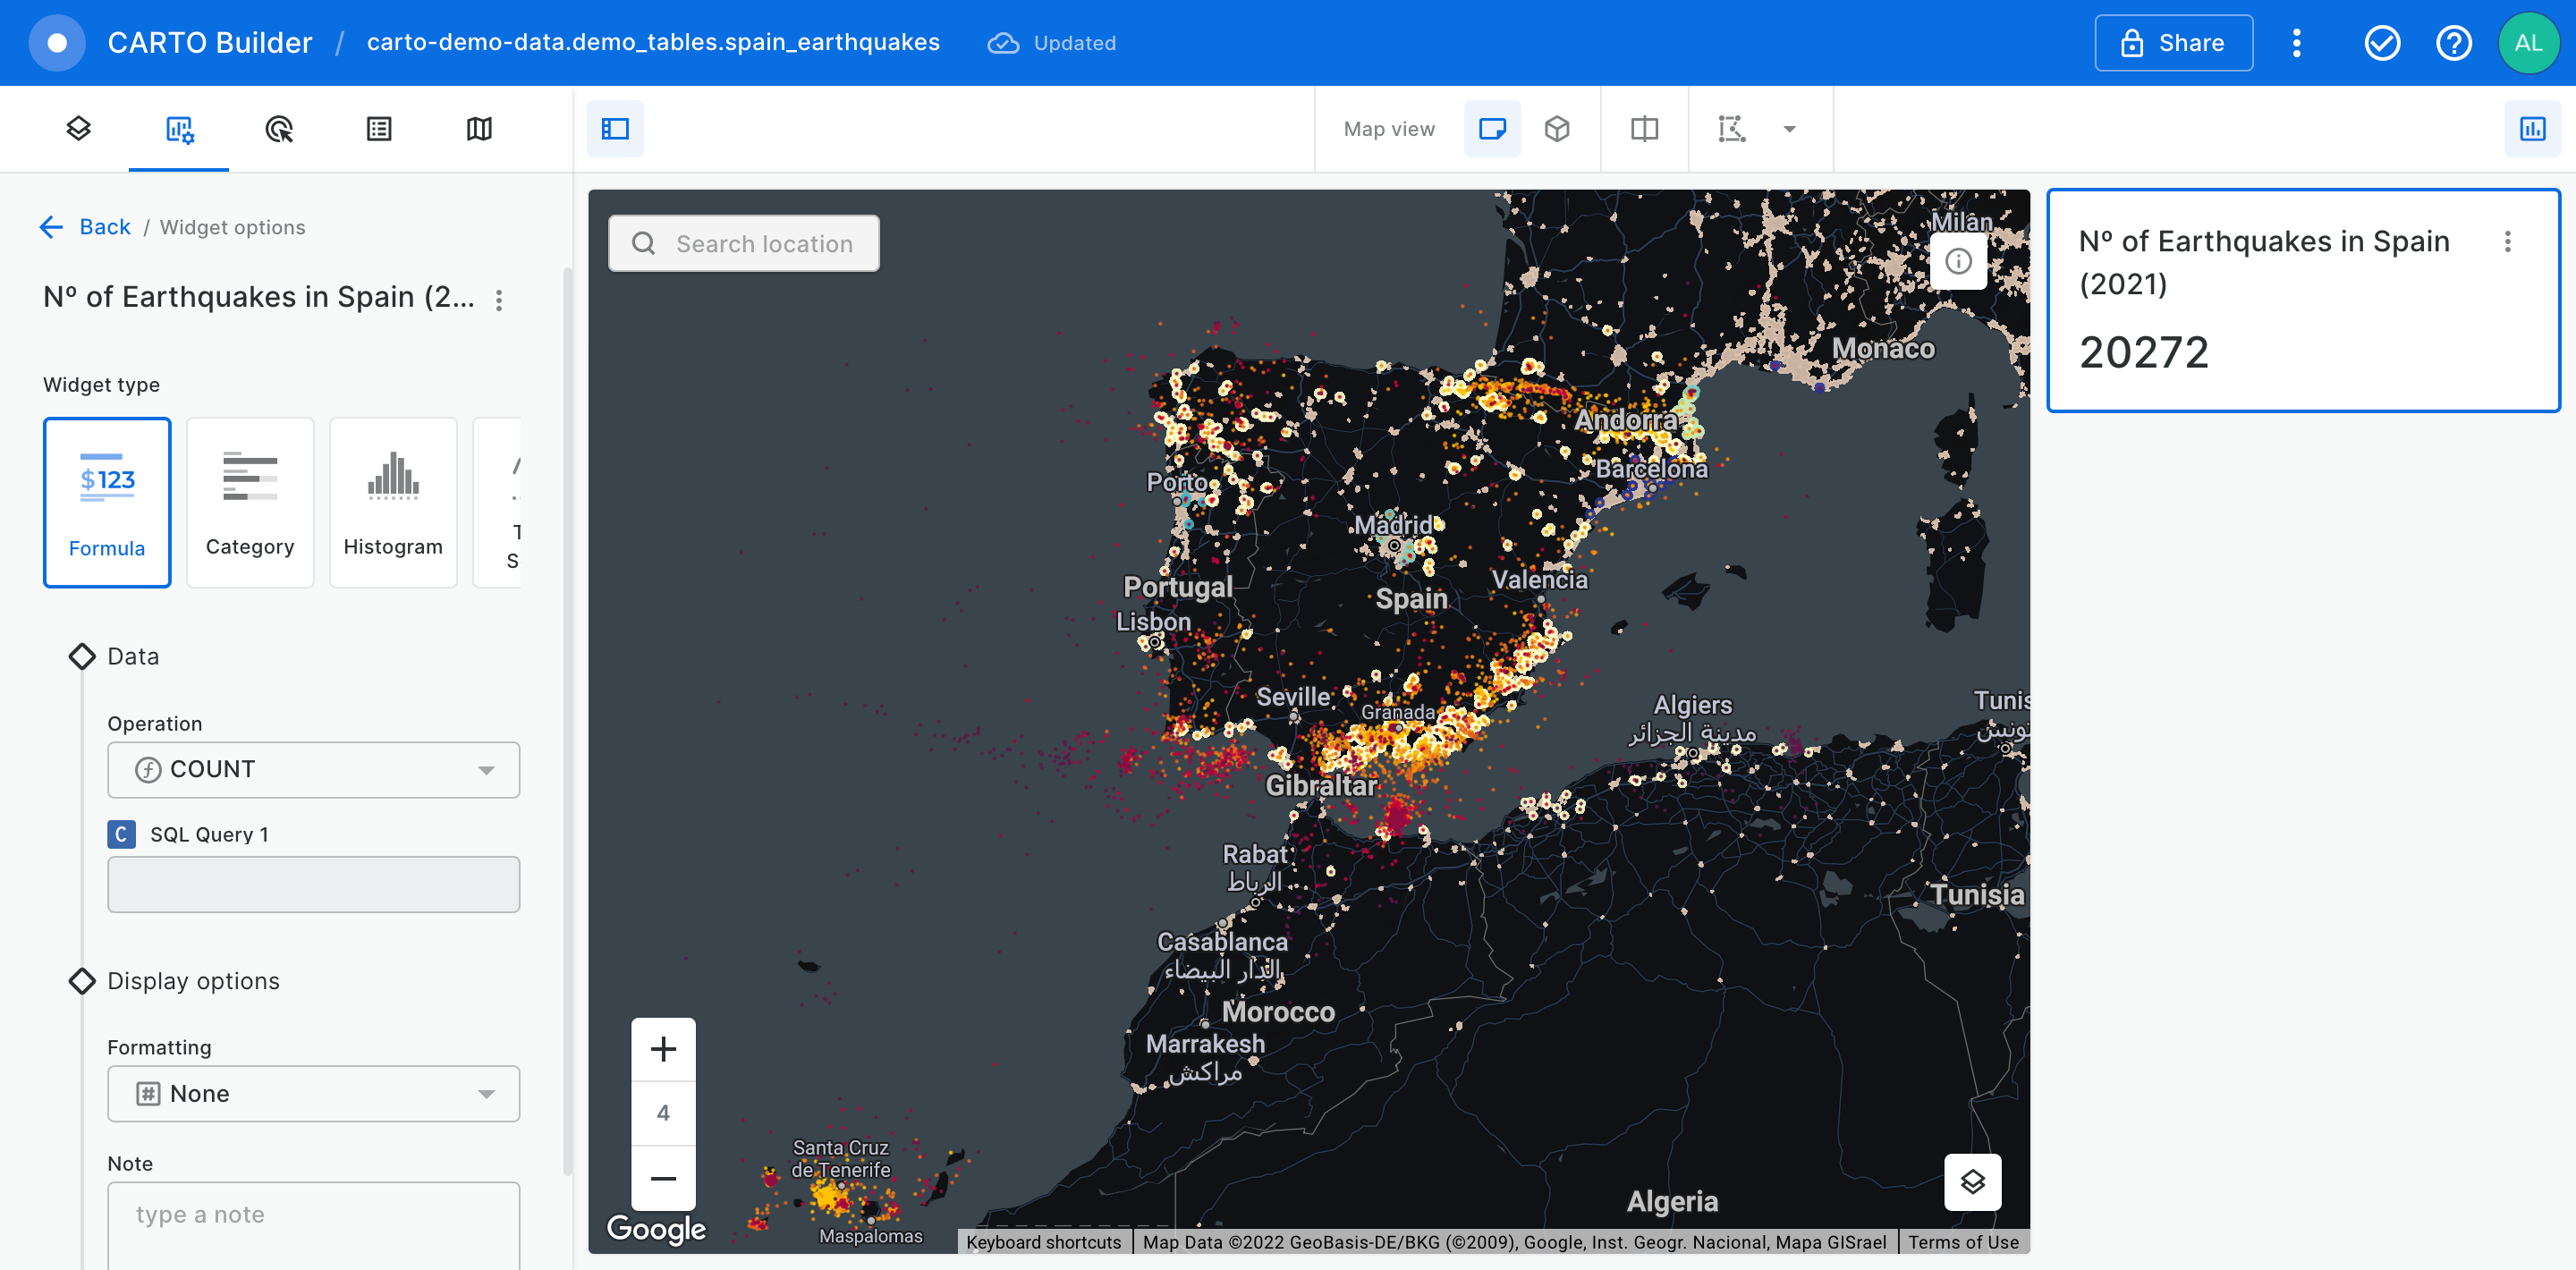 CARTO Builder / carto-demo-data.demo_tables.spain_earthquakes Updated
Share
AL
Map view
Back / Widget options
Nº of Earthquakes in Spain (2...
Widget type
$123
Formula
Category
Histogram
T
S
Data
Operation
COUNT
C SQL Query 1
Display options
Formatting
# None
Note
type a note
Search location
Milan
Monaco
Andorra
Barcelona
Porto
Madrid
Valencia
Portugal
Spain
Lisbon
Seville
Granada
Algiers
مدينة الجزائر
Tunis
تونس
Gibraltar
Rabat
الرباط
Tunisia
Casablanca
الدار البيضاء
Morocco
Marrakesh
مراكش
4
Santa Cruz
de Tenerife
Maspalomas
Algeria
Google
Keyboard shortcuts
Map Data ©2022 GeoBasis-DE/BKG (©2009), Google, Inst. Geogr. Nacional, Mapa GISrael
Terms of Use
Nº of Earthquakes in Spain
(2021)
20272